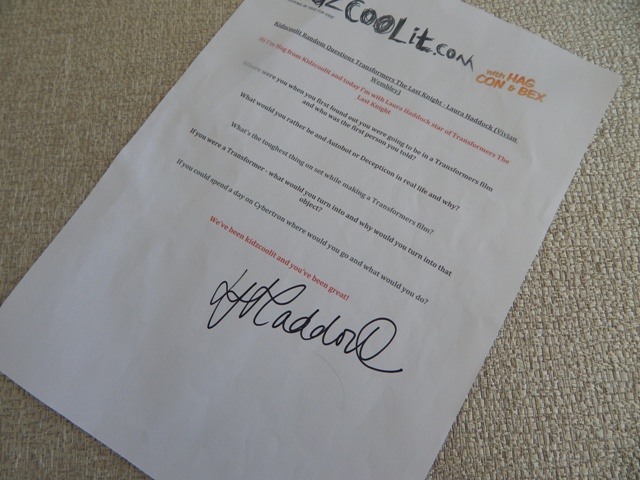 COOLit.com
with HAG
CON & BEX
Kidzcoolit Random Questions Transformers The Last Knight - Laura Haddock (Vivian
Wembley)
Hi I'm from Kidzcoolit and today I'm with Laura Haddock star of Transformers The
Last Knight
Where were you when you first found out you were going to be in a Transformers film
and who was the first person you told?
What would you rather be and Autobot or Decepticon in real life and why?
What's the toughest thing on set while making a Transformers film?
If you were a Transformer - what would you turn into and why would you turn into that
object?
If you could spend a day on Cybertron where would you go and what would you do?
We've been kidzcoolit and you've been great!
Haddock